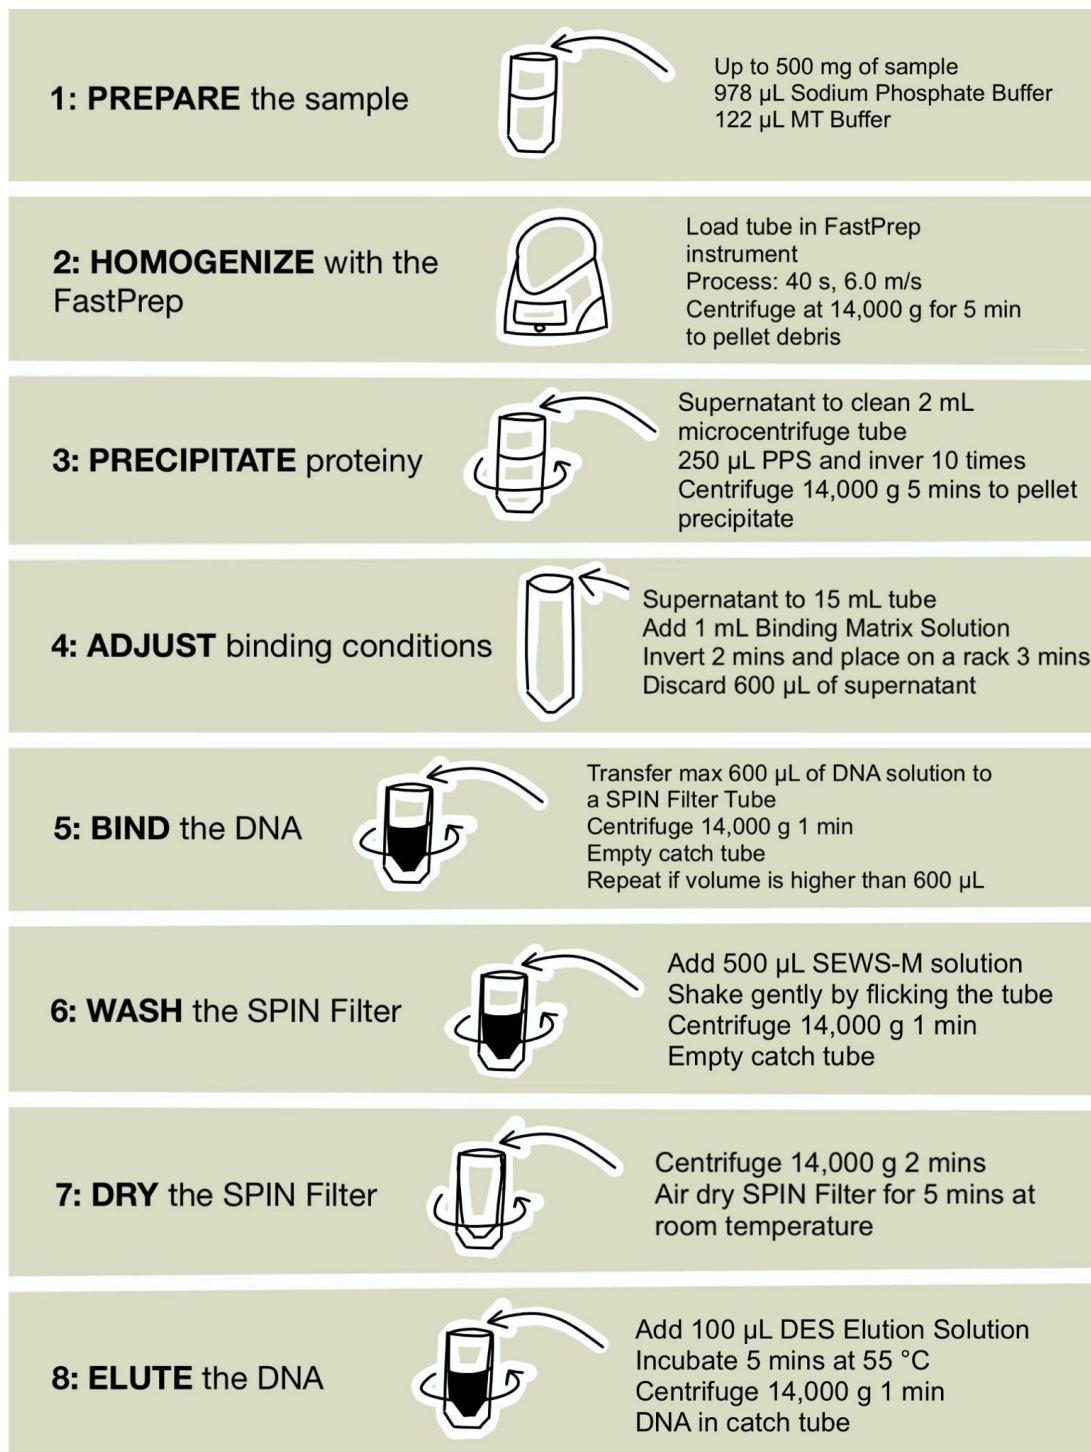 1: PREPARE the sample
Up to 500 mg of sample
978 µL Sodium Phosphate Buffer
122 µL MT Buffer
2: HOMOGENIZE with the
FastPrep
Load tube in FastPrep
instrument
Process: 40 s, 6.0 m/s
Centrifuge at 14,000 g for 5 min
to pellet debris
3: PRECIPITATE proteiny
Supernatant to clean 2 mL
microcentrifuge tube
250 µL PPS and inver 10 times
Centrifuge 14,000 g 5 mins to pellet
precipitate
4: ADJUST binding conditions
Supernatant to 15 mL tube
Add 1 mL Binding Matrix Solution
Invert 2 mins and place on a rack 3 mins
Discard 600 µL of supernatant
5: BIND the DNA
Transfer max 600 µL of DNA solution to
a SPIN Filter Tube
Centrifuge 14,000 g 1 min
Empty catch tube
Repeat if volume is higher than 600 µL
6: WASH the SPIN Filter
Add 500 µL SEWS-M solution
Shake gently by flicking the tube
Centrifuge 14,000 g 1 min
Empty catch tube
7: DRY the SPIN Filter
Centrifuge 14,000 g 2 mins
Air dry SPIN Filter for 5 mins at
room temperature
8: ELUTE the DNA
Add 100 µL DES Elution Solution
Incubate 5 mins at 55 °C
Centrifuge 14,000 g 1 min
DNA in catch tube